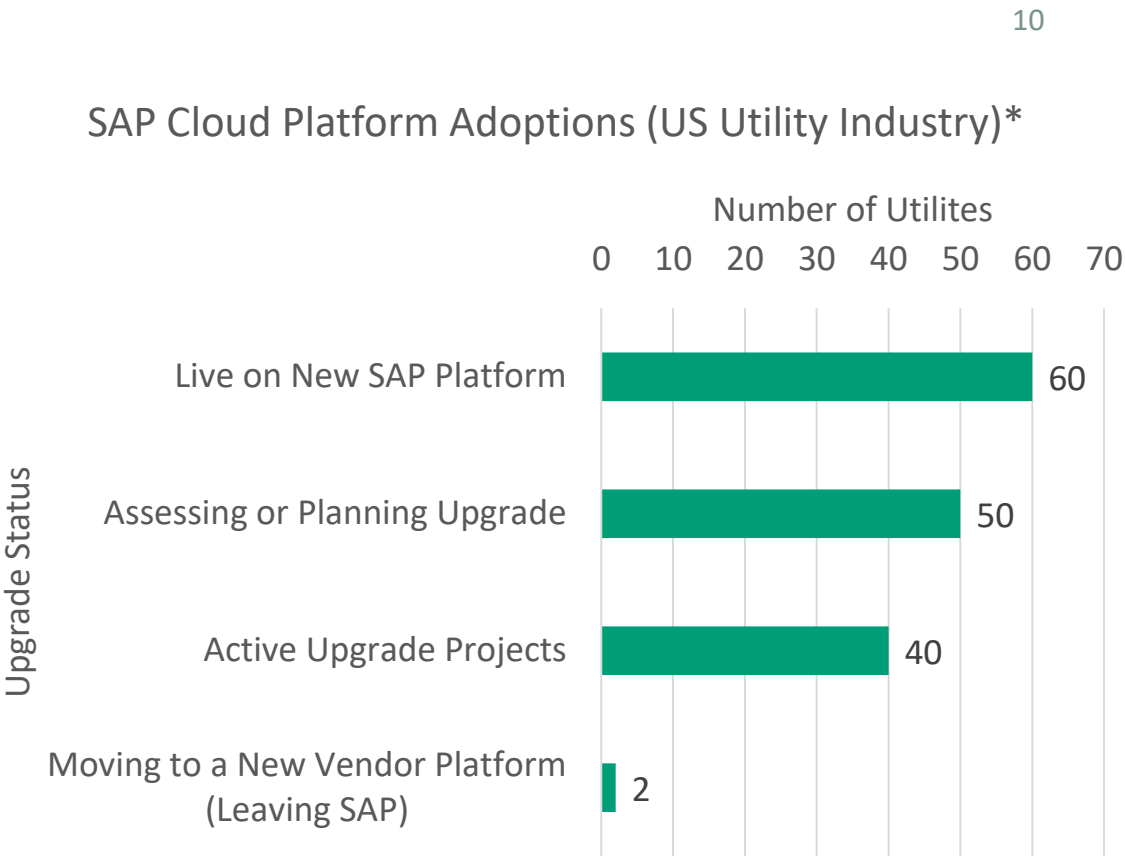 10
SAP Cloud Platform Adoptions (US Utility Industry)*
Number of Utilites
0 10 20 30 40 50 60 70
Upgrade Status
Live on New SAP Platform 60
Assessing or Planning Upgrade 50
Active Upgrade Projects 40
Moving to a New Vendor Platform
(Leaving SAP) 2